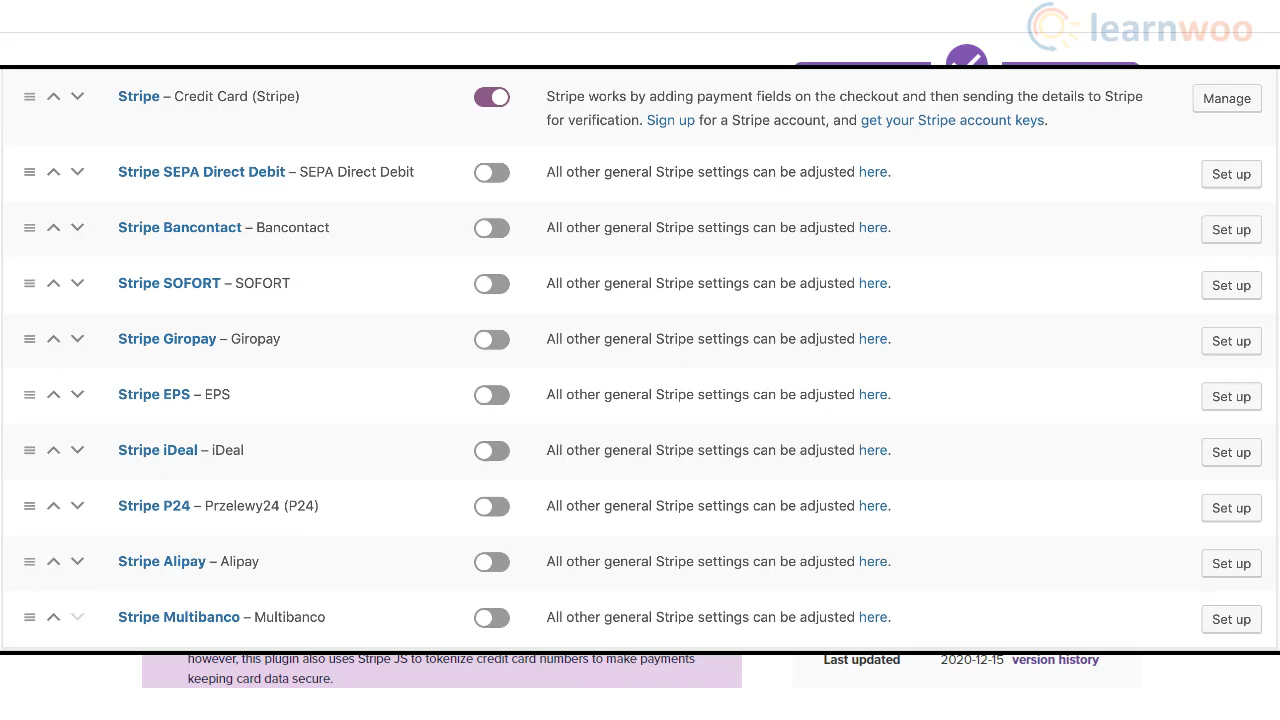 learnwoo
Stripe – Credit Card (Stripe)
Stripe works by adding payment fields on the checkout and then sending the details to Stripe
for verification. Sign up for a Stripe account, and get your Stripe account keys.
Manage
Stripe SEPA Direct Debit – SEPA Direct Debit
All other general Stripe settings can be adjusted here.
Set up
Stripe Bancontact – Bancontact
All other general Stripe settings can be adjusted here.
Set up
Stripe SOFORT – SOFORT
All other general Stripe settings can be adjusted here.
Set up
Stripe Giropay – Giropay
All other general Stripe settings can be adjusted here.
Set up
Stripe EPS – EPS
All other general Stripe settings can be adjusted here.
Set up
Stripe iDeal – iDeal
All other general Stripe settings can be adjusted here.
Set up
Stripe P24 – Przelewy24 (P24)
All other general Stripe settings can be adjusted here.
Set up
Stripe Alipay – Alipay
All other general Stripe settings can be adjusted here.
Set up
Stripe Multibanco – Multibanco
All other general Stripe settings can be adjusted here.
Set up
however, this plugin also uses Stripe JS to tokenize credit card numbers to make payments
keeping card data secure.
Last updated 2020-12-15 version history